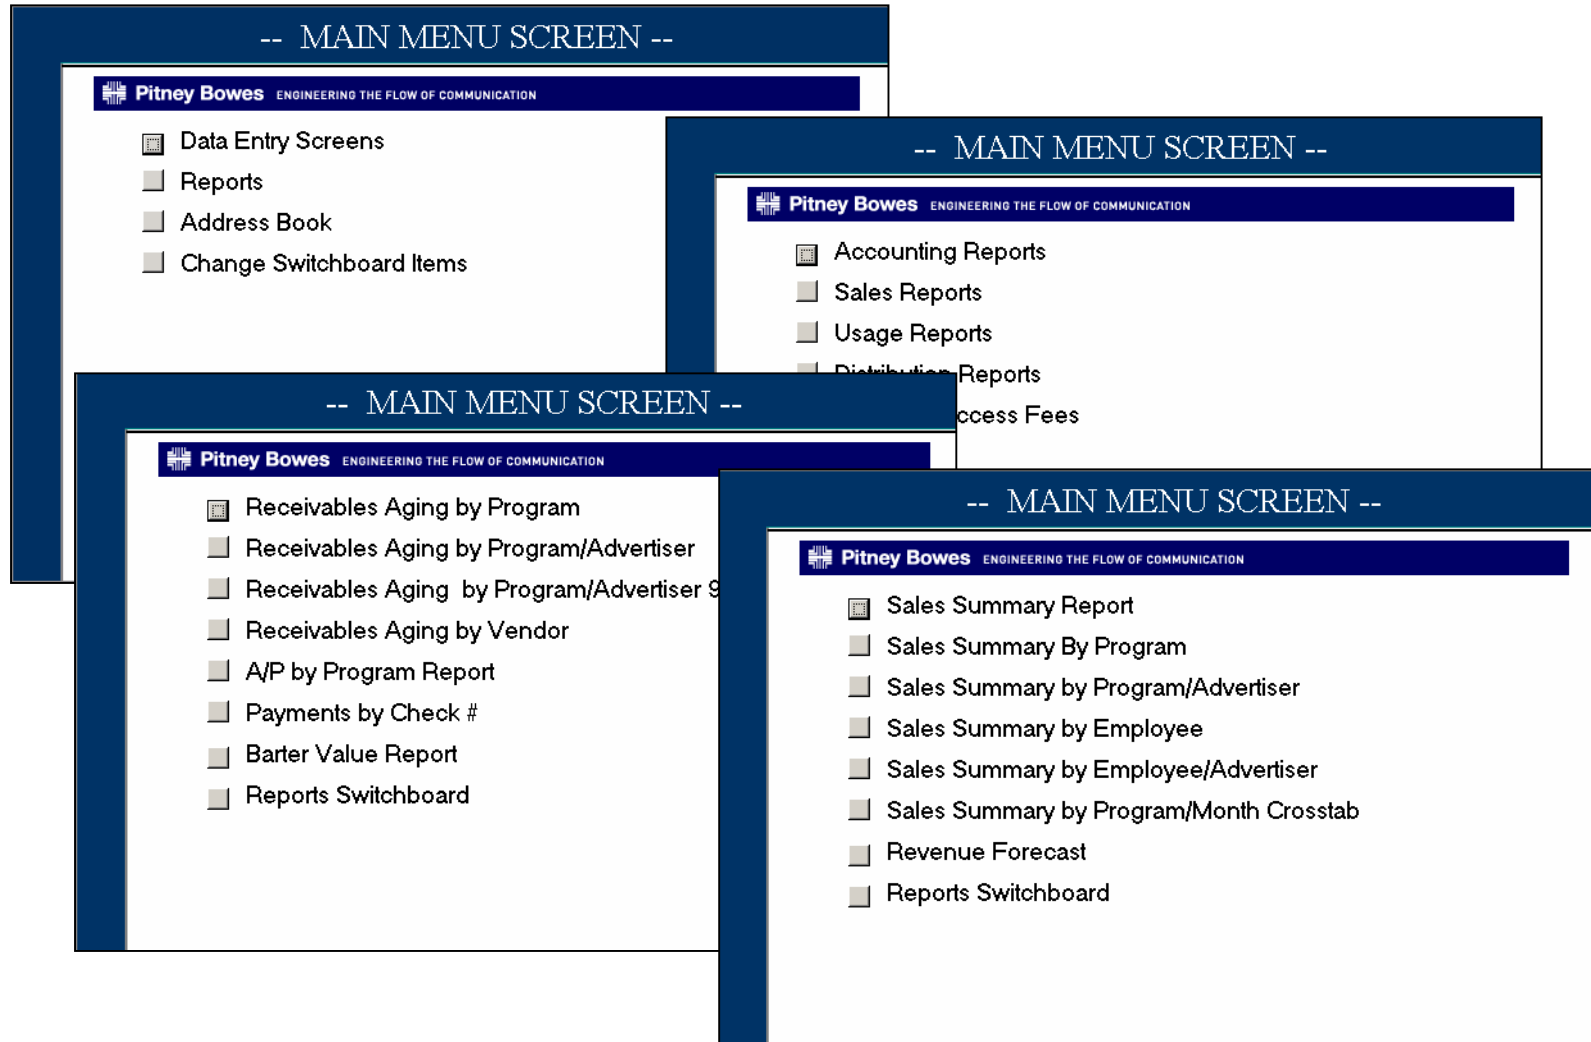 -- MAIN MENU SCREEN --
Pitney Bowes ENGINEERING THE FLOW OF COMMUNICATION
Data Entry Screens
Reports
Address Book
Change Switchboard Items
-- MAIN MENU SCREEN --
Pitney Bowes ENGINEERING THE FLOW OF COMMUNICATION
Accounting Reports
Sales Reports
Usage Reports
Distribution Reports
Fees
-- MAIN MENU SCREEN --
Pitney Bowes ENGINEERING THE FLOW OF COMMUNICATION
Receivables Aging by Program
Receivables Aging by Program/Advertiser
Receivables Aging by Program/Advertiser 9
Receivables Aging by Vendor
A/P by Program Report
Payments by Check #
Barter Value Report
Reports Switchboard
-- MAIN MENU SCREEN --
Pitney Bowes ENGINEERING THE FLOW OF COMMUNICATION
Sales Summary Report
Sales Summary By Program
Sales Summary by Program/Advertiser
Sales Summary by Employee
Sales Summary by Employee/Advertiser
Sales Summary by Program/Month Crosstab
Revenue Forecast
Reports Switchboard